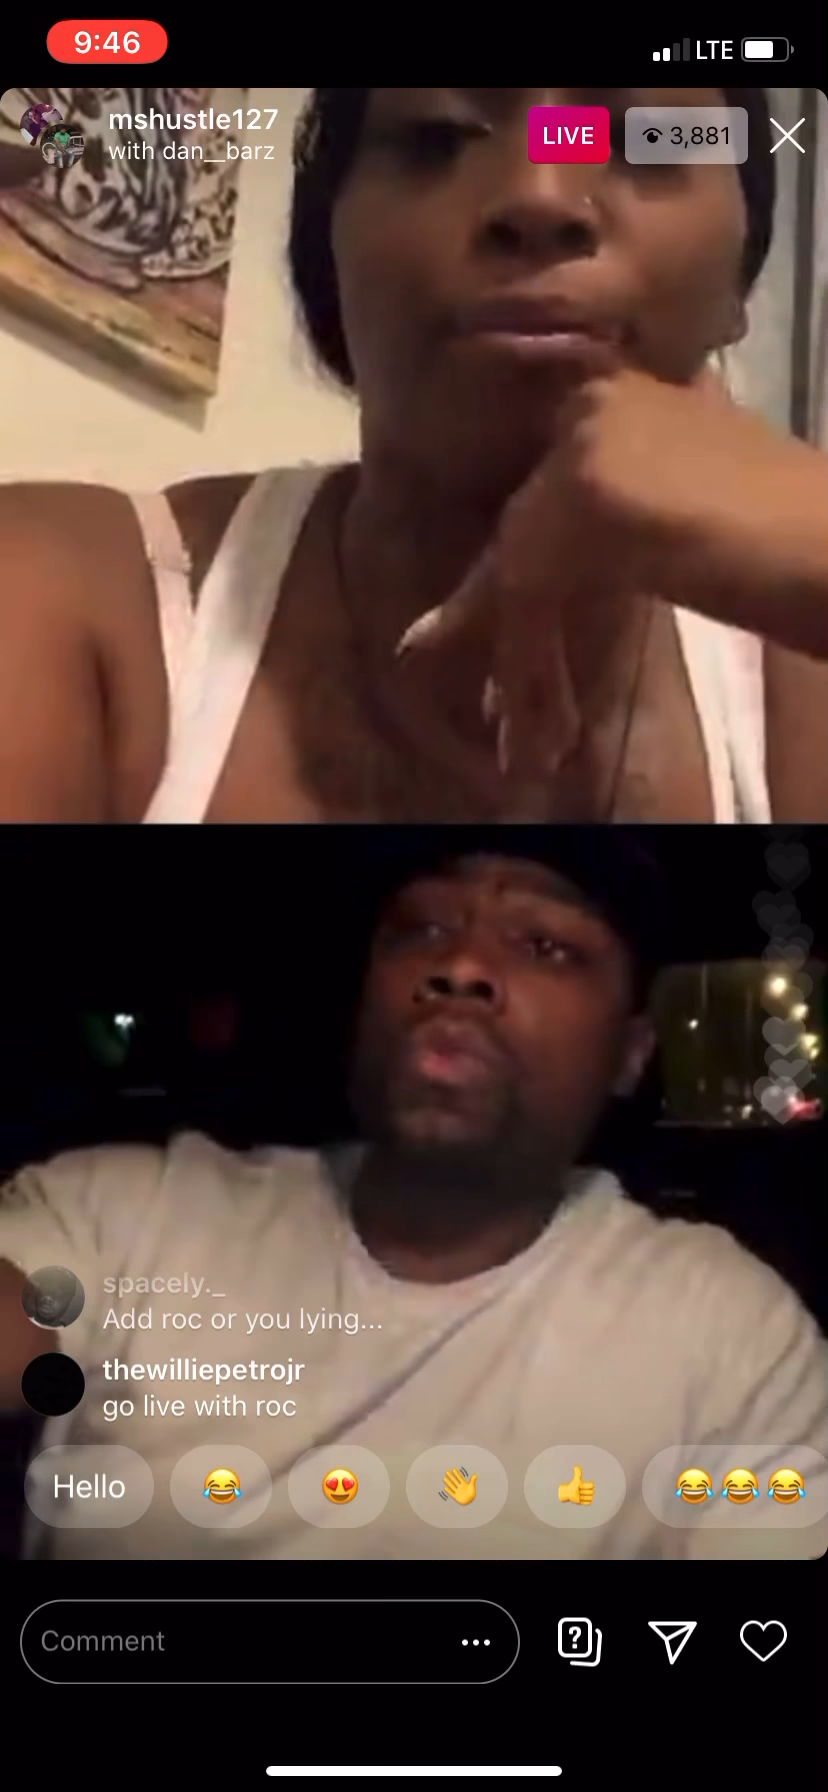 9:46
LTE
mshustle127
with dan__barz
LIVE
3,881
spacely._
Add roc or you lying...
thewilliepetrojr
go live with roc
Hello
😂
😍
👋
👍
😂😂😂
Comment